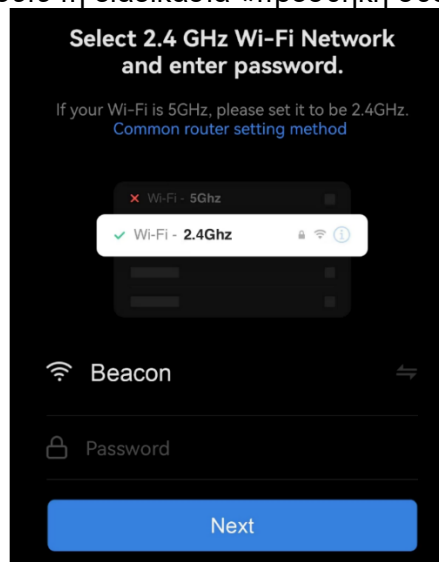 Select 2.4 GHz Wi-Fi Network
and enter password.
If your Wi-Fi is 5GHz, please set it to be 2.4GHz.
Common router setting method
Wi-Fi - 5Ghz
Wi-Fi - 2.4Ghz
Beacon
Password
Next